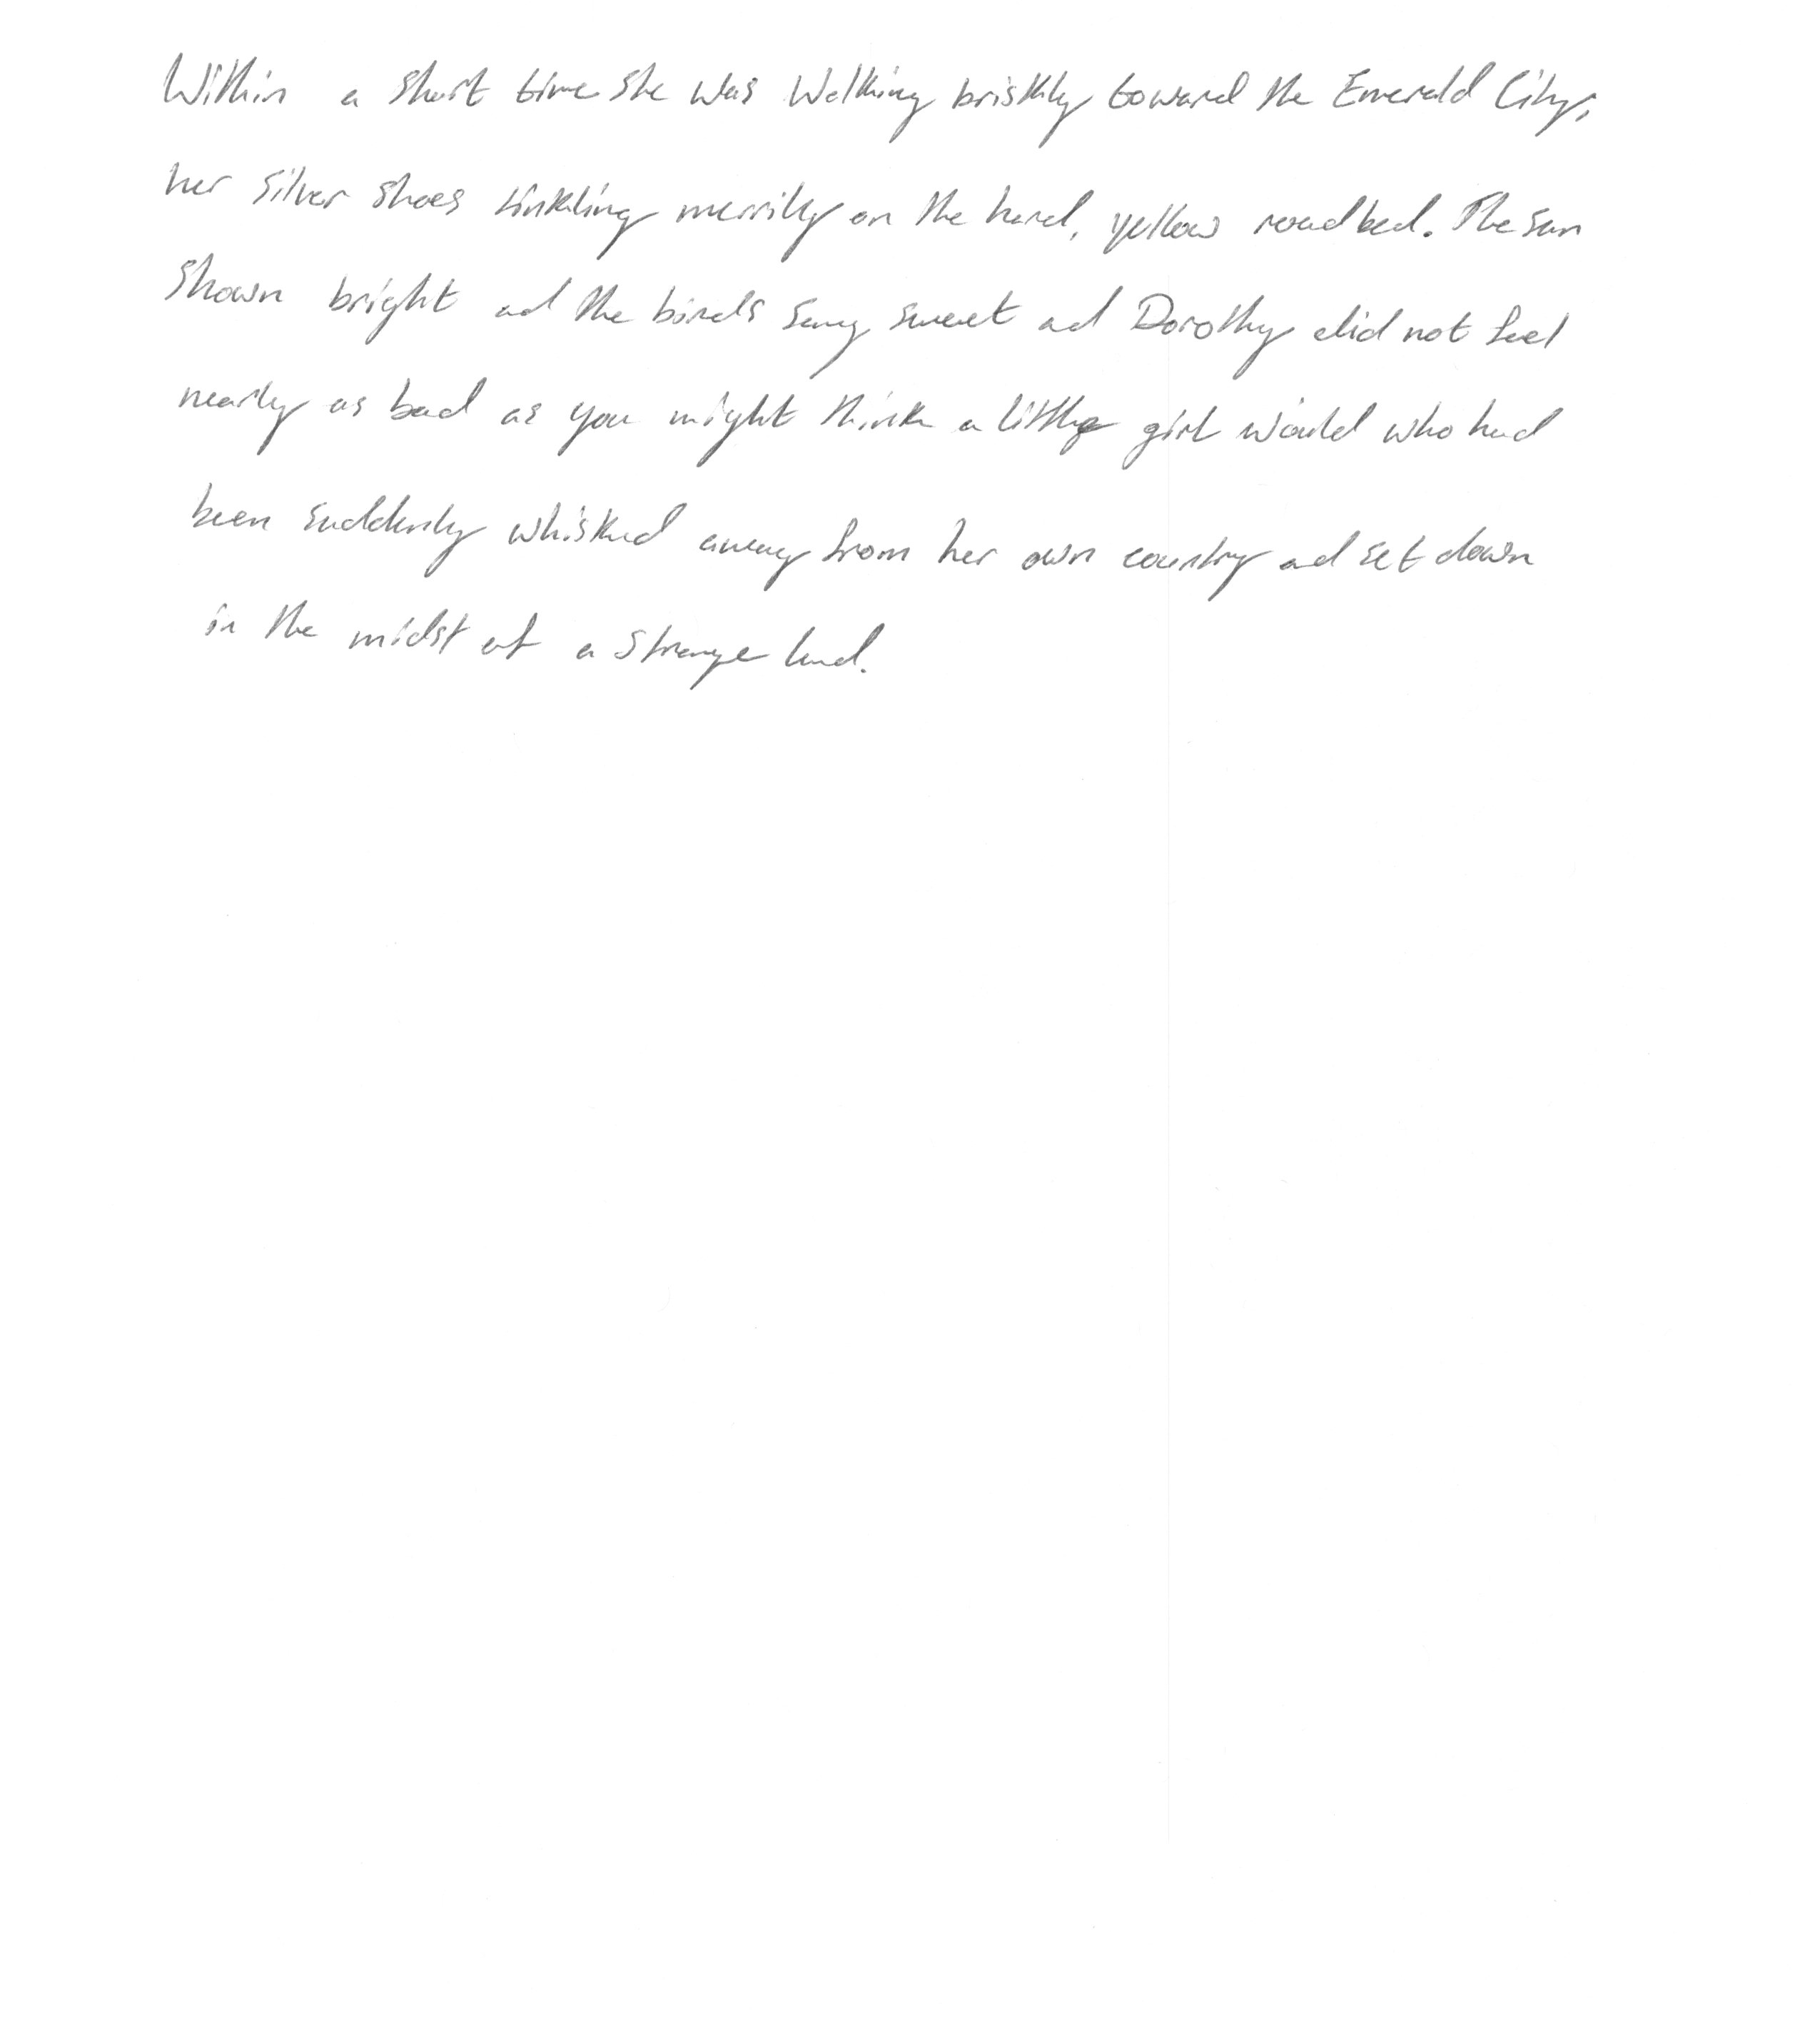 Within a short time she was walking briskly toward the Emerald City,
her silver shoes tinkling merrily on the hard, yellow roadbed. The sun
shown bright and the birds sang sweet and Dorothy did not feel
nearly as bad as you might think a little girl would who had
been suddenly whisked away from her own country and set down
in the midst of a strange land.